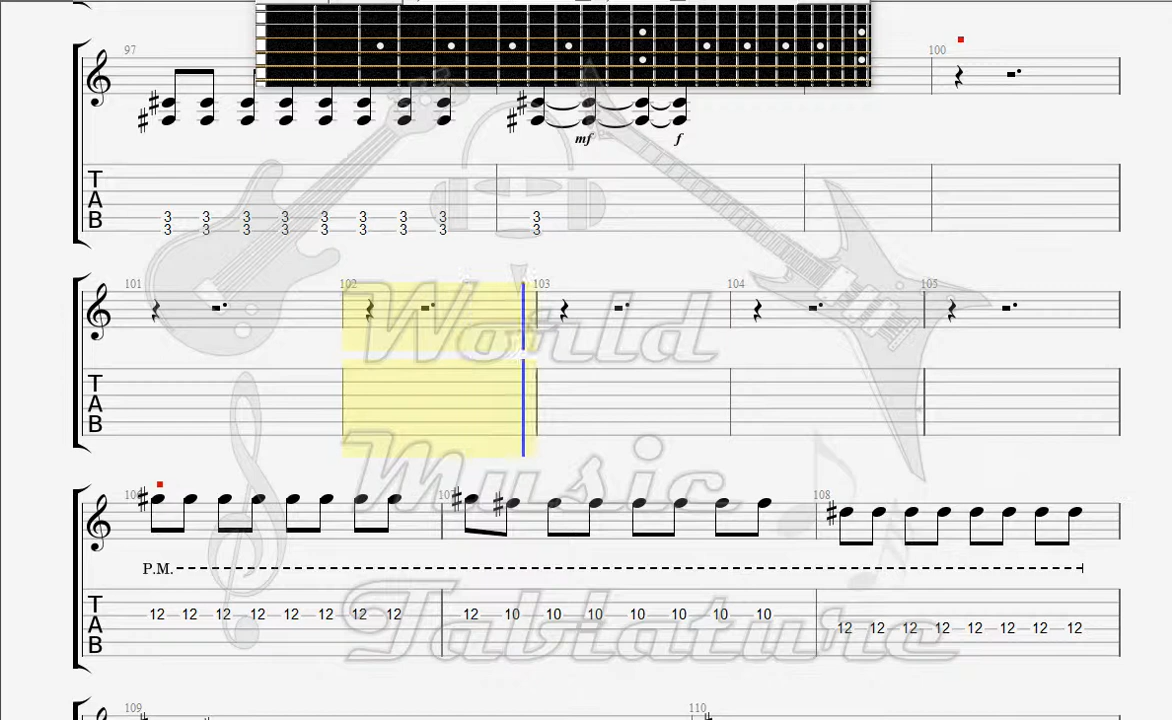 97
100
mf f
T
A
B
3 3 3 3 3 3 3 3 3
3 3 3 3 3 3 3 3 3
101 102 103 104 105
World
T
A
B
Music
106 107 108
P.M.
T
A
B
12 12 12 12 12 12 12 12 12 10 10 10 10 10 10 10
12 12 12 12 12 12 12 12
Tablature
109 110